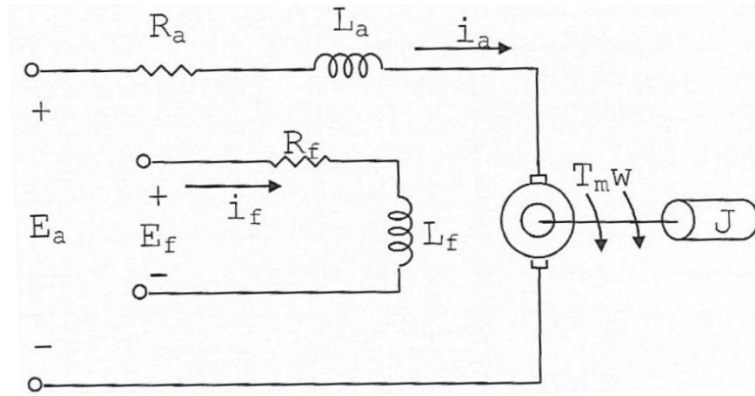 Ra La ia
+
Rf
+ if TmW
Ea Ef Lf J
−
−